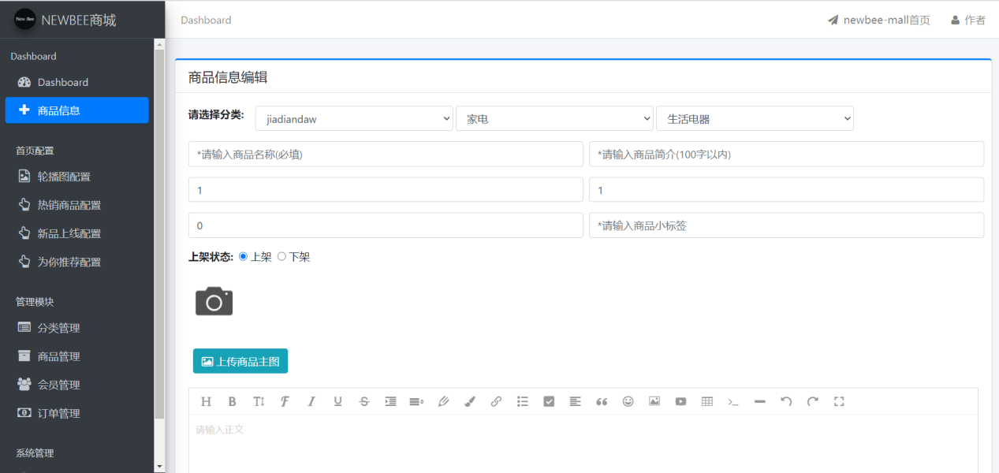 New Bee NEWBEE商城
Dashboard
newbee-mall首页
作者
Dashboard
Dashboard
商品信息
首页配置
轮播图配置
热销商品配置
新品上线配置
为你推荐配置
管理模块
分类管理
商品管理
会员管理
订单管理
系统管理
商品信息编辑
请选择分类: jiadiandaw 家电 生活电器
*请输入商品名称(必填) *请输入商品简介(100字以内)
1 1
0 *请输入商品小标签
上架状态: 上架 下架
上传商品主图
请输入正文